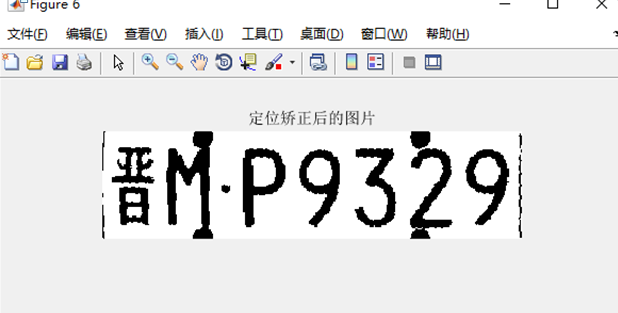 Figure 6
文件(F) 编辑(E) 查看(V) 插入(I) 工具(T) 桌面(D) 窗口(W) 帮助(H)
定位矫正后的图片
晋M·P9329